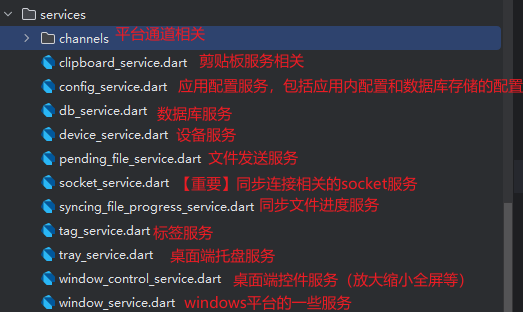 services
channels 平台通道相关
clipboard_service.dart 剪贴板服务相关
config_service.dart 应用配置服务，包括应用内配置和数据库存储的配置
db_service.dart 数据库服务
device_service.dart 设备服务
pending_file_service.dart 文件发送服务
socket_service.dart 【重要】同步连接相关的socket服务
syncing_file_progress_service.dart 同步文件进度服务
tag_service.dart 标签服务
tray_service.dart 桌面端托盘服务
window_control_service.dart 桌面端控件服务（放大缩小全屏等）
window_service.dart windows平台的一些服务